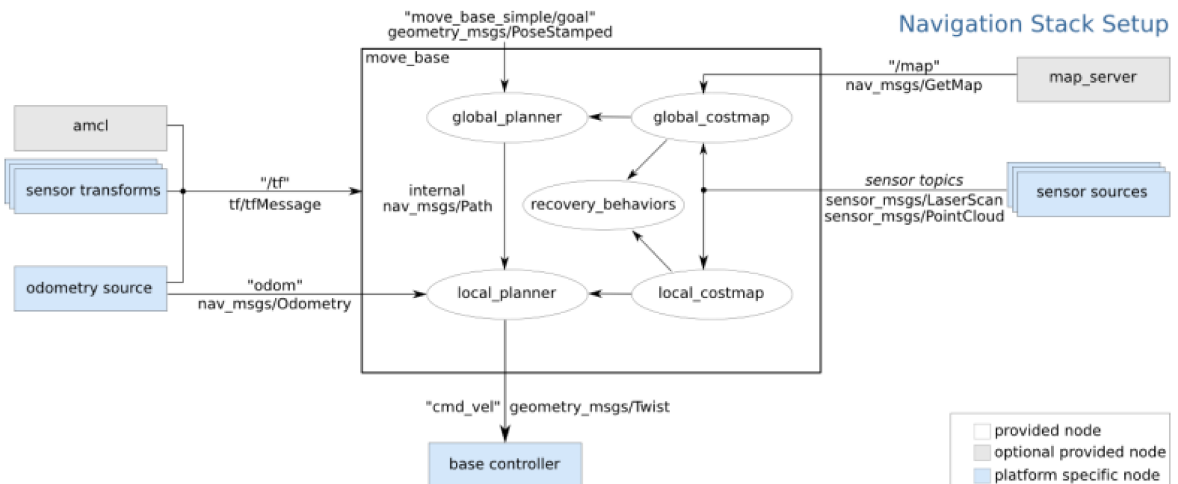 "move_base_simple/goal"
geometry_msgs/PoseStamped
Navigation Stack Setup
move_base
"/map"
nav_msgs/GetMap
map_server
amcl
global_planner
global_costmap
sensor transforms
"/tf"
tf/tfMessage
internal
nav_msgs/Path
recovery_behaviors
sensor topics
sensor_msgs/LaserScan
sensor_msgs/PointCloud
sensor sources
odometry source
"odom"
nav_msgs/Odometry
local_planner
local_costmap
"cmd_vel"
geometry_msgs/Twist
base controller
provided node
optional provided node
platform specific node